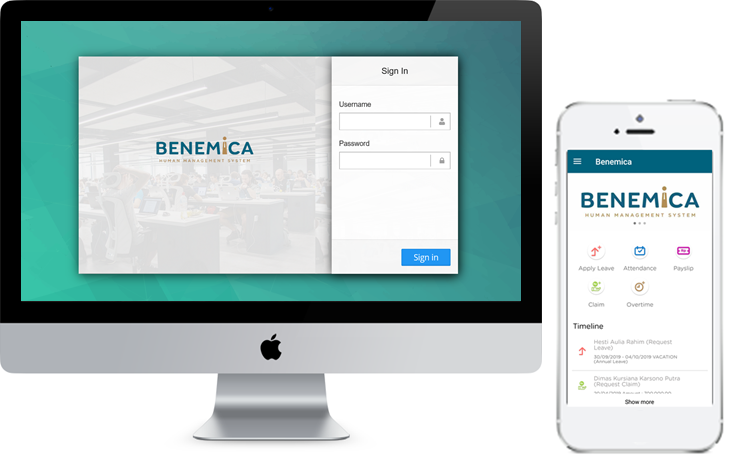 Sign In
Username
Password
BENEMICA
HUMAN MANAGEMENT SYSTEM
Sign in
Benemica
BENEMICA
HUMAN MANAGEMENT SYSTEM
Apply Leave
Attendance
Payslip
Claim
Overtime
Timeline
Hesti Aulia Rahim (Request
Leave)
30/09/2019 - 04/10/2019 VACATION
(Annual Leave)
Dimas Kursiana Karsono Putra
(Request Claim)
Show more